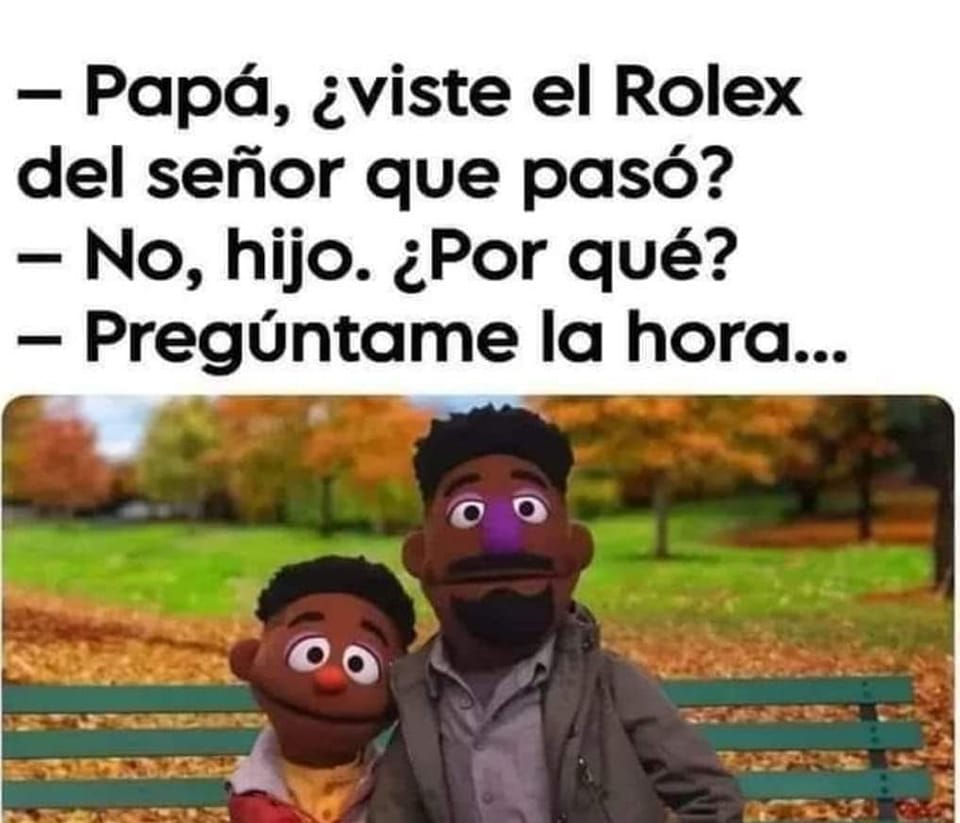 – Papá, ¿viste el Rolex
del señor que pasó?
– No, hijo. ¿Por qué?
– Pregúntame la hora...